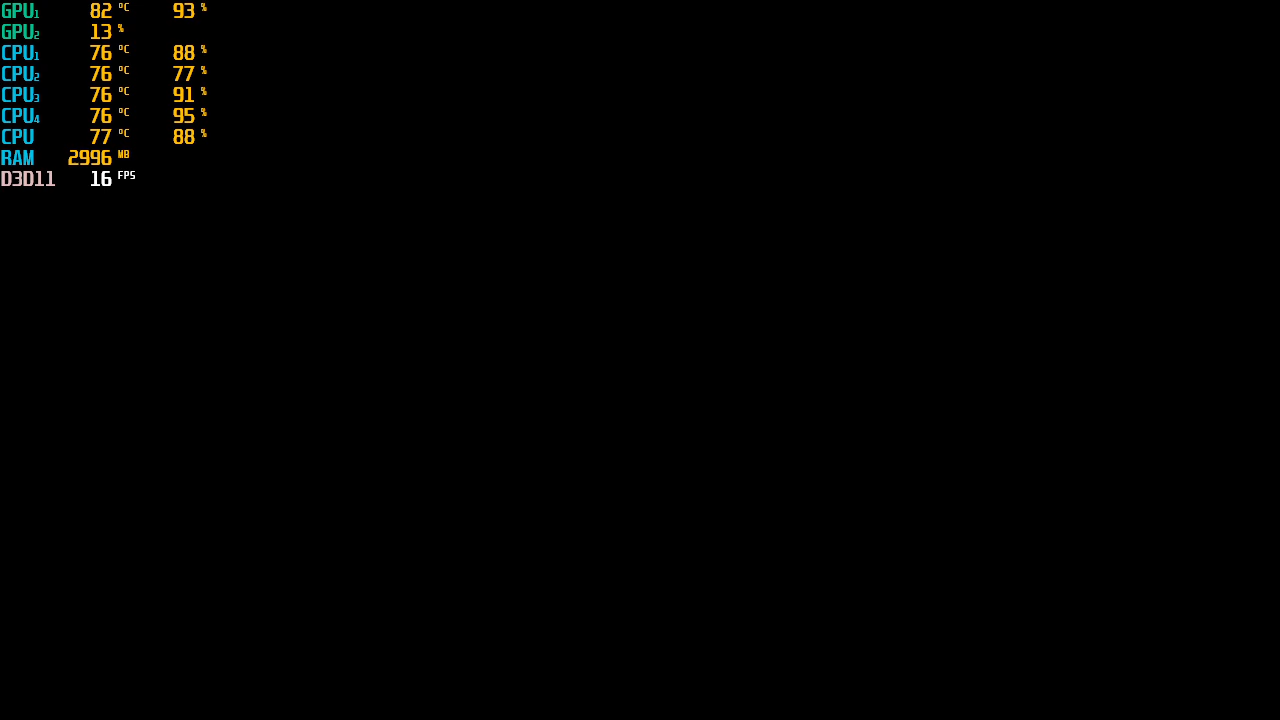 GPU1 82 °C 93 %
GPU2 13 %
CPU1 76 °C 88 %
CPU2 76 °C 77 %
CPU3 76 °C 91 %
CPU4 76 °C 95 %
CPU 77 °C 88 %
RAM 2996 MB
D3D11 16 FPS